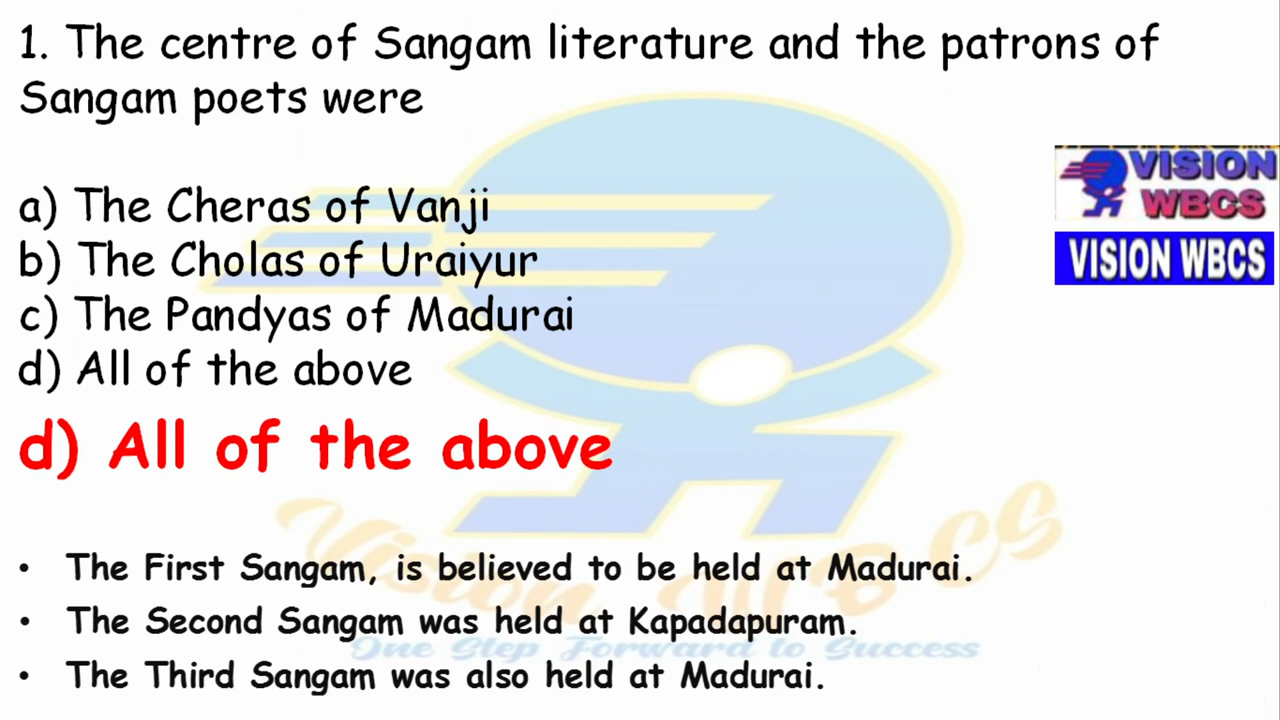 1. The centre of Sangam literature and the patrons of
Sangam poets were
VISION
WBCS
VISION WBCS
a) The Cheras of Vanji
b) The Cholas of Uraiyur
c) The Pandyas of Madurai
d) All of the above
d) All of the above
Vision WBCS
• The First Sangam, is believed to be held at Madurai.
• The Second Sangam was held at Kapadapuram.
One Step Forward to Success
• The Third Sangam was also held at Madurai.